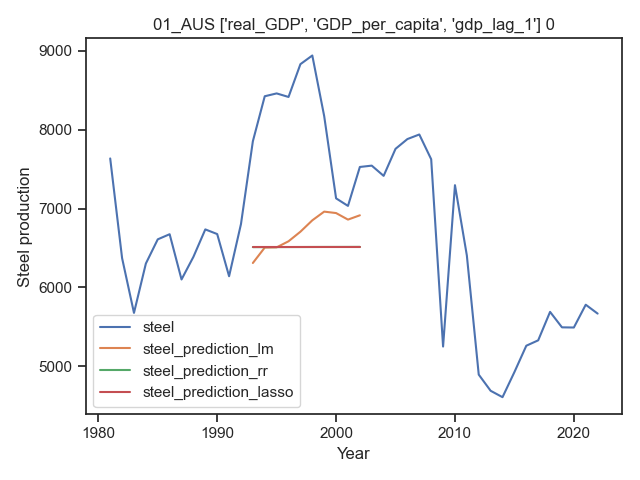 01_AUS ['real_GDP', 'GDP_per_capita', 'gdp_lag_1'] 0
Steel production
9000
8000
7000
6000
5000
steel
steel_prediction_lm
steel_prediction_rr
steel_prediction_lasso
1980
1990
2000
2010
2020
Year